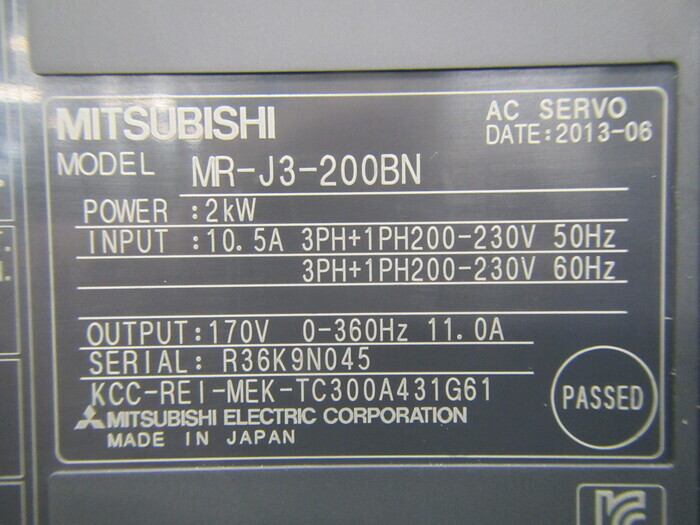 MITSUBISHI
AC SERVO
DATE:2013-06
MODEL MR-J3-200BN
POWER :2kW
INPUT :10.5A 3PH+1PH200-230V 50Hz
3PH+1PH200-230V 60Hz
OUTPUT:170V 0-360Hz 11.0A
SERIAL: R36K9N045
KCC-REI-MEK-TC300A431G61
MITSUBISHI ELECTRIC CORPORATION
MADE IN JAPAN
PASSED